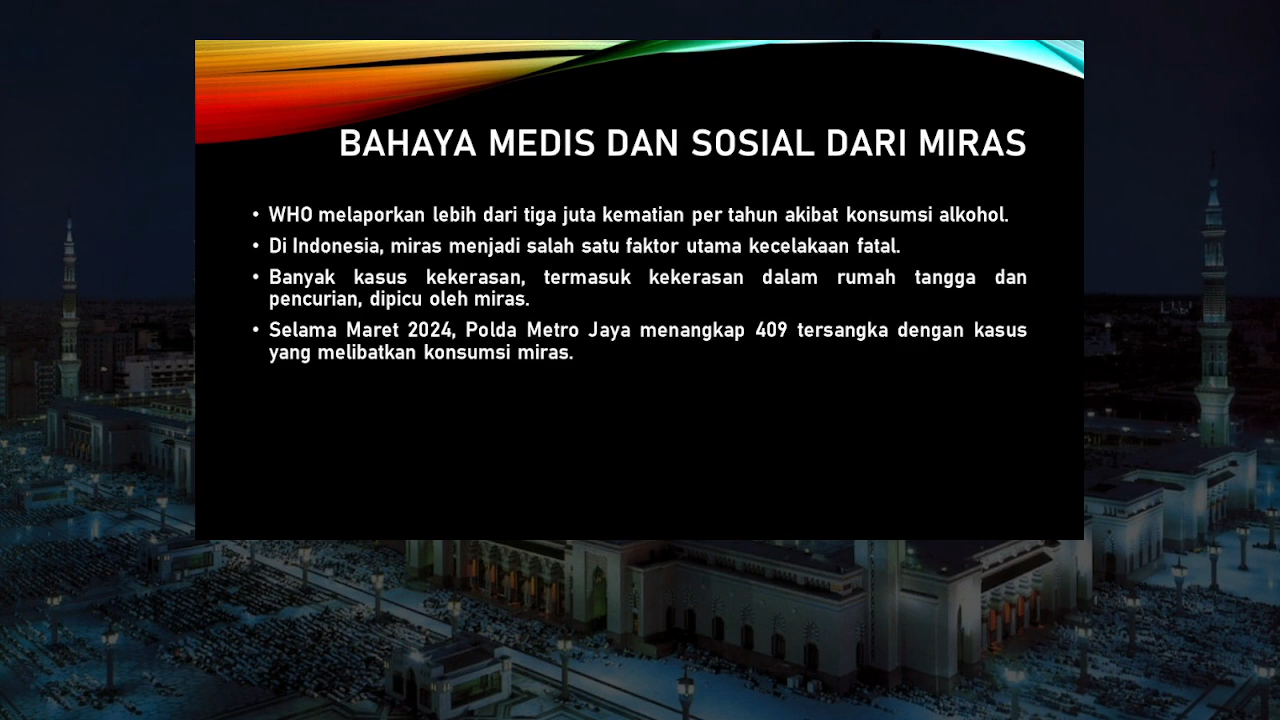 BAHAYA MEDIS DAN SOSIAL DARI MIRAS
• WHO melaporkan lebih dari tiga juta kematian per tahun akibat konsumsi alkohol.
• Di Indonesia, miras menjadi salah satu faktor utama kecelakaan fatal.
• Banyak kasus kekerasan, termasuk kekerasan dalam rumah tangga dan
pencurian, dipicu oleh miras.
• Selama Maret 2024, Polda Metro Jaya menangkap 409 tersangka dengan kasus
yang melibatkan konsumsi miras.